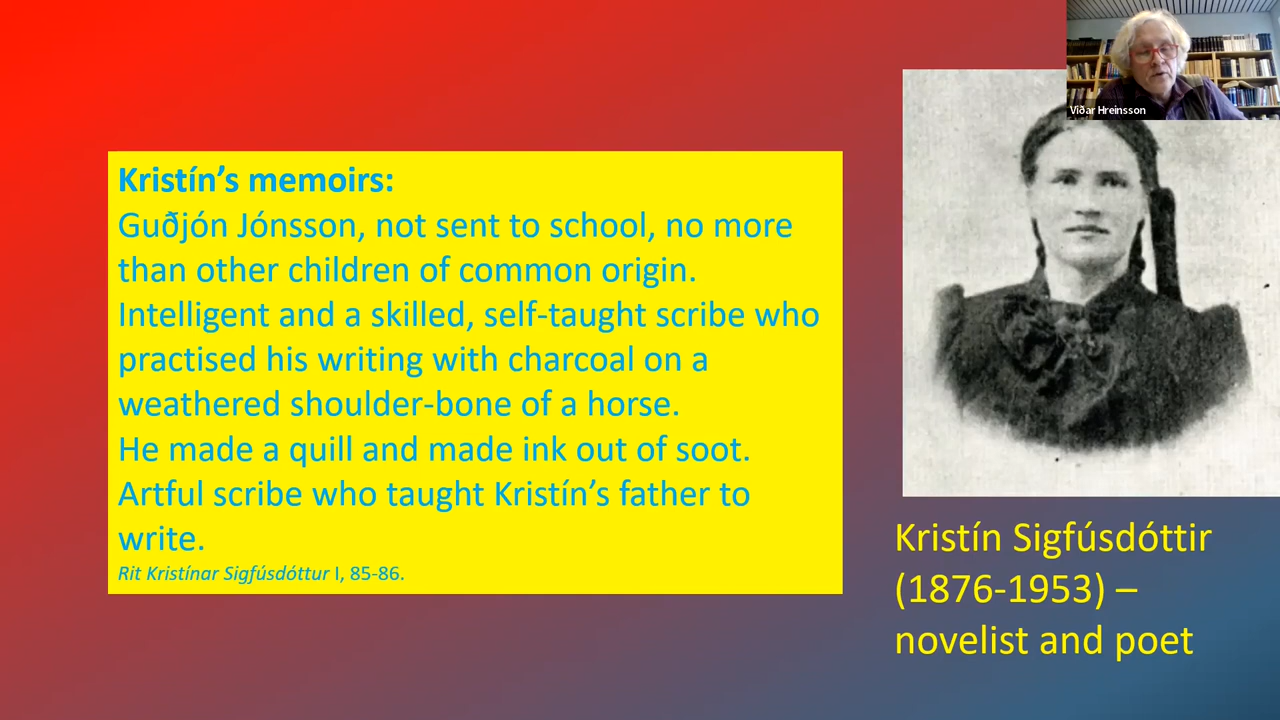 Viðar Hreinsson
Kristín’s memoirs:
Guðjón Jónsson, not sent to school, no more
than other children of common origin.
Intelligent and a skilled, self-taught scribe who
practised his writing with charcoal on a
weathered shoulder-bone of a horse.
He made a quill and made ink out of soot.
Artful scribe who taught Kristín’s father to
write.
Rit Kristínar Sigfúsdóttur I, 85-86.
Kristín Sigfúsdóttir
(1876-1953) –
novelist and poet